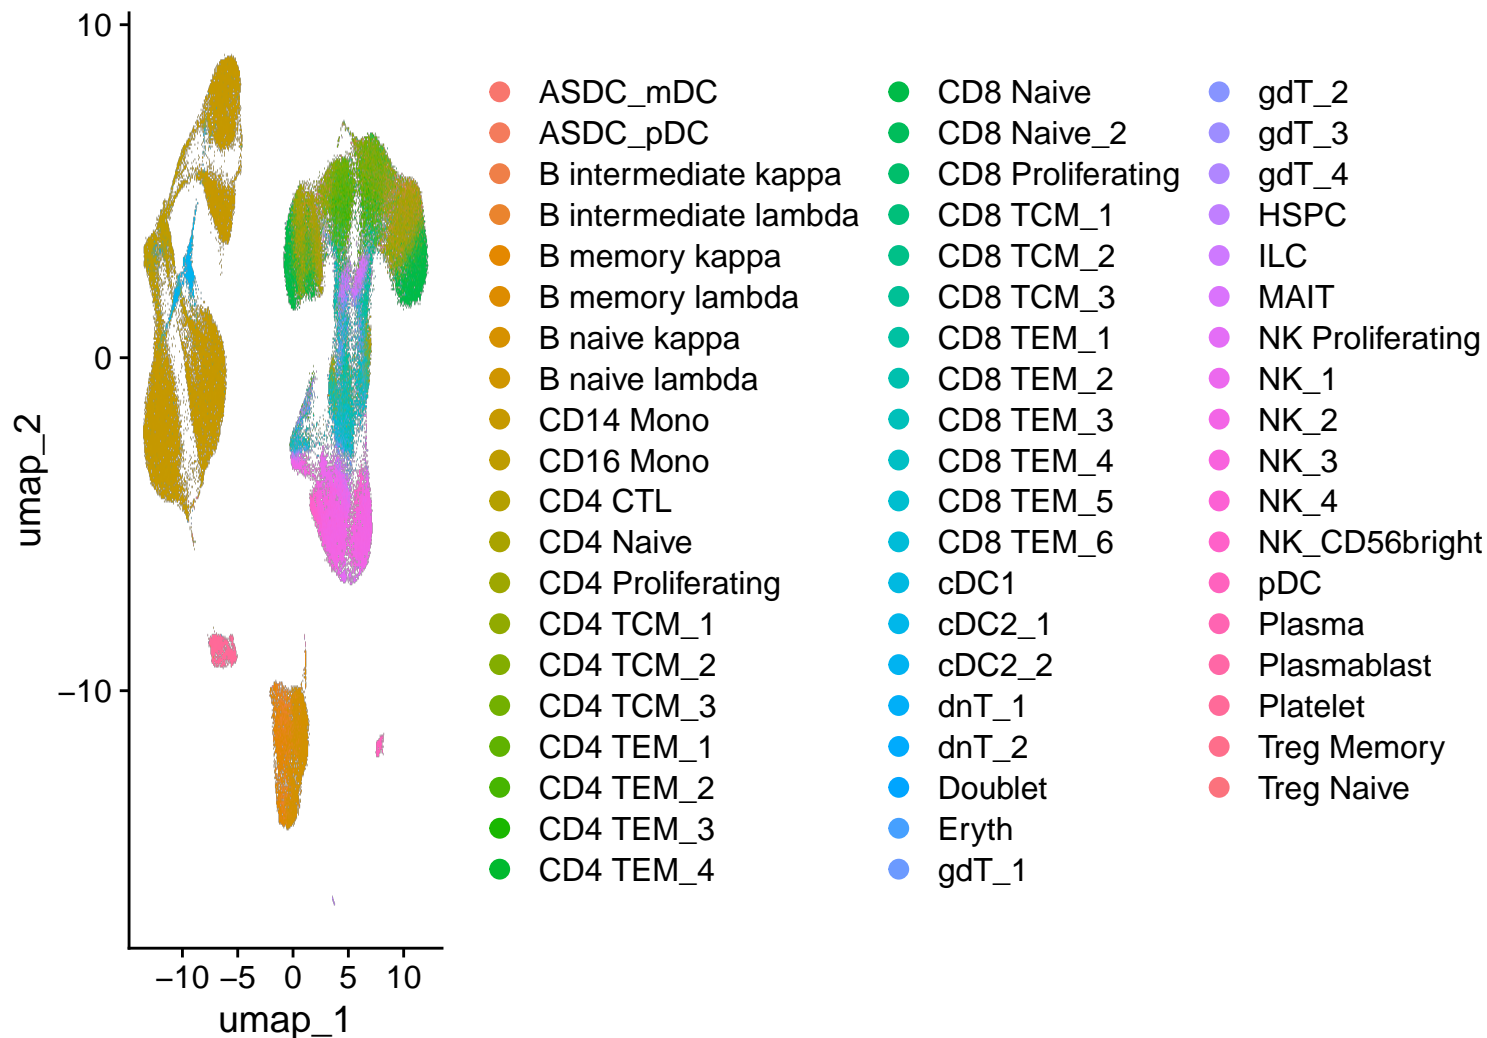 10
0
−10
umap_2
−10 −5 0 5 10
umap_1
ASDC_mDC
ASDC_pDC
B intermediate kappa
B intermediate lambda
B memory kappa
B memory lambda
B naive kappa
B naive lambda
CD14 Mono
CD16 Mono
CD4 CTL
CD4 Naive
CD4 Proliferating
CD4 TCM_1
CD4 TCM_2
CD4 TCM_3
CD4 TEM_1
CD4 TEM_2
CD4 TEM_3
CD4 TEM_4
CD8 Naive
CD8 Naive_2
CD8 Proliferating
CD8 TCM_1
CD8 TCM_2
CD8 TCM_3
CD8 TEM_1
CD8 TEM_2
CD8 TEM_3
CD8 TEM_4
CD8 TEM_5
CD8 TEM_6
cDC1
cDC2_1
cDC2_2
dnT_1
dnT_2
Doublet
Eryth
gdT_1
gdT_2
gdT_3
gdT_4
HSPC
ILC
MAIT
NK Proliferating
NK_1
NK_2
NK_3
NK_4
NK_CD56bright
pDC
Plasma
Plasmablast
Platelet
Treg Memory
Treg Naive